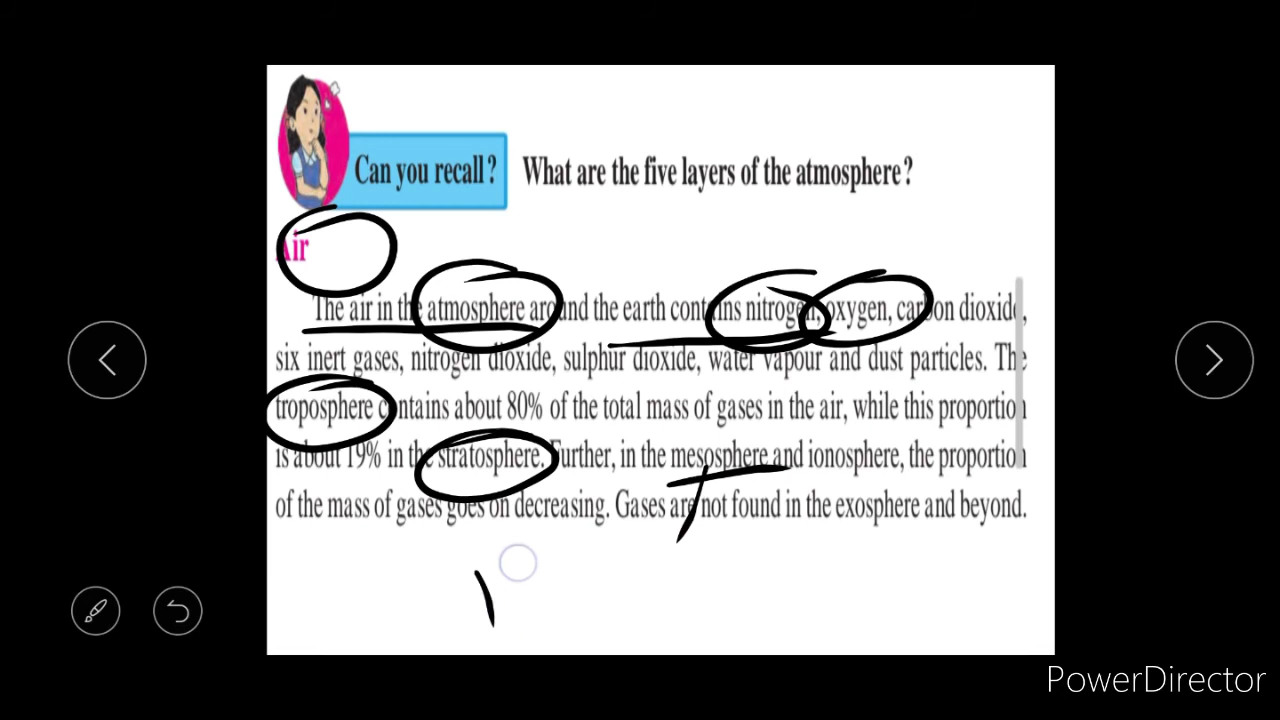 Can you recall? What are the five layers of the atmosphere?
Air
The air in the atmosphere around the earth contains nitrogen, oxygen, carbon dioxide,
six inert gases, nitrogen dioxide, sulphur dioxide, water vapour and dust particles. The
troposphere contains about 80% of the total mass of gases in the air, while this proportion
is about 19% in the stratosphere. Further, in the mesosphere and ionosphere, the proportion
of the mass of gases goes on decreasing. Gases are not found in the exosphere and beyond.
PowerDirector